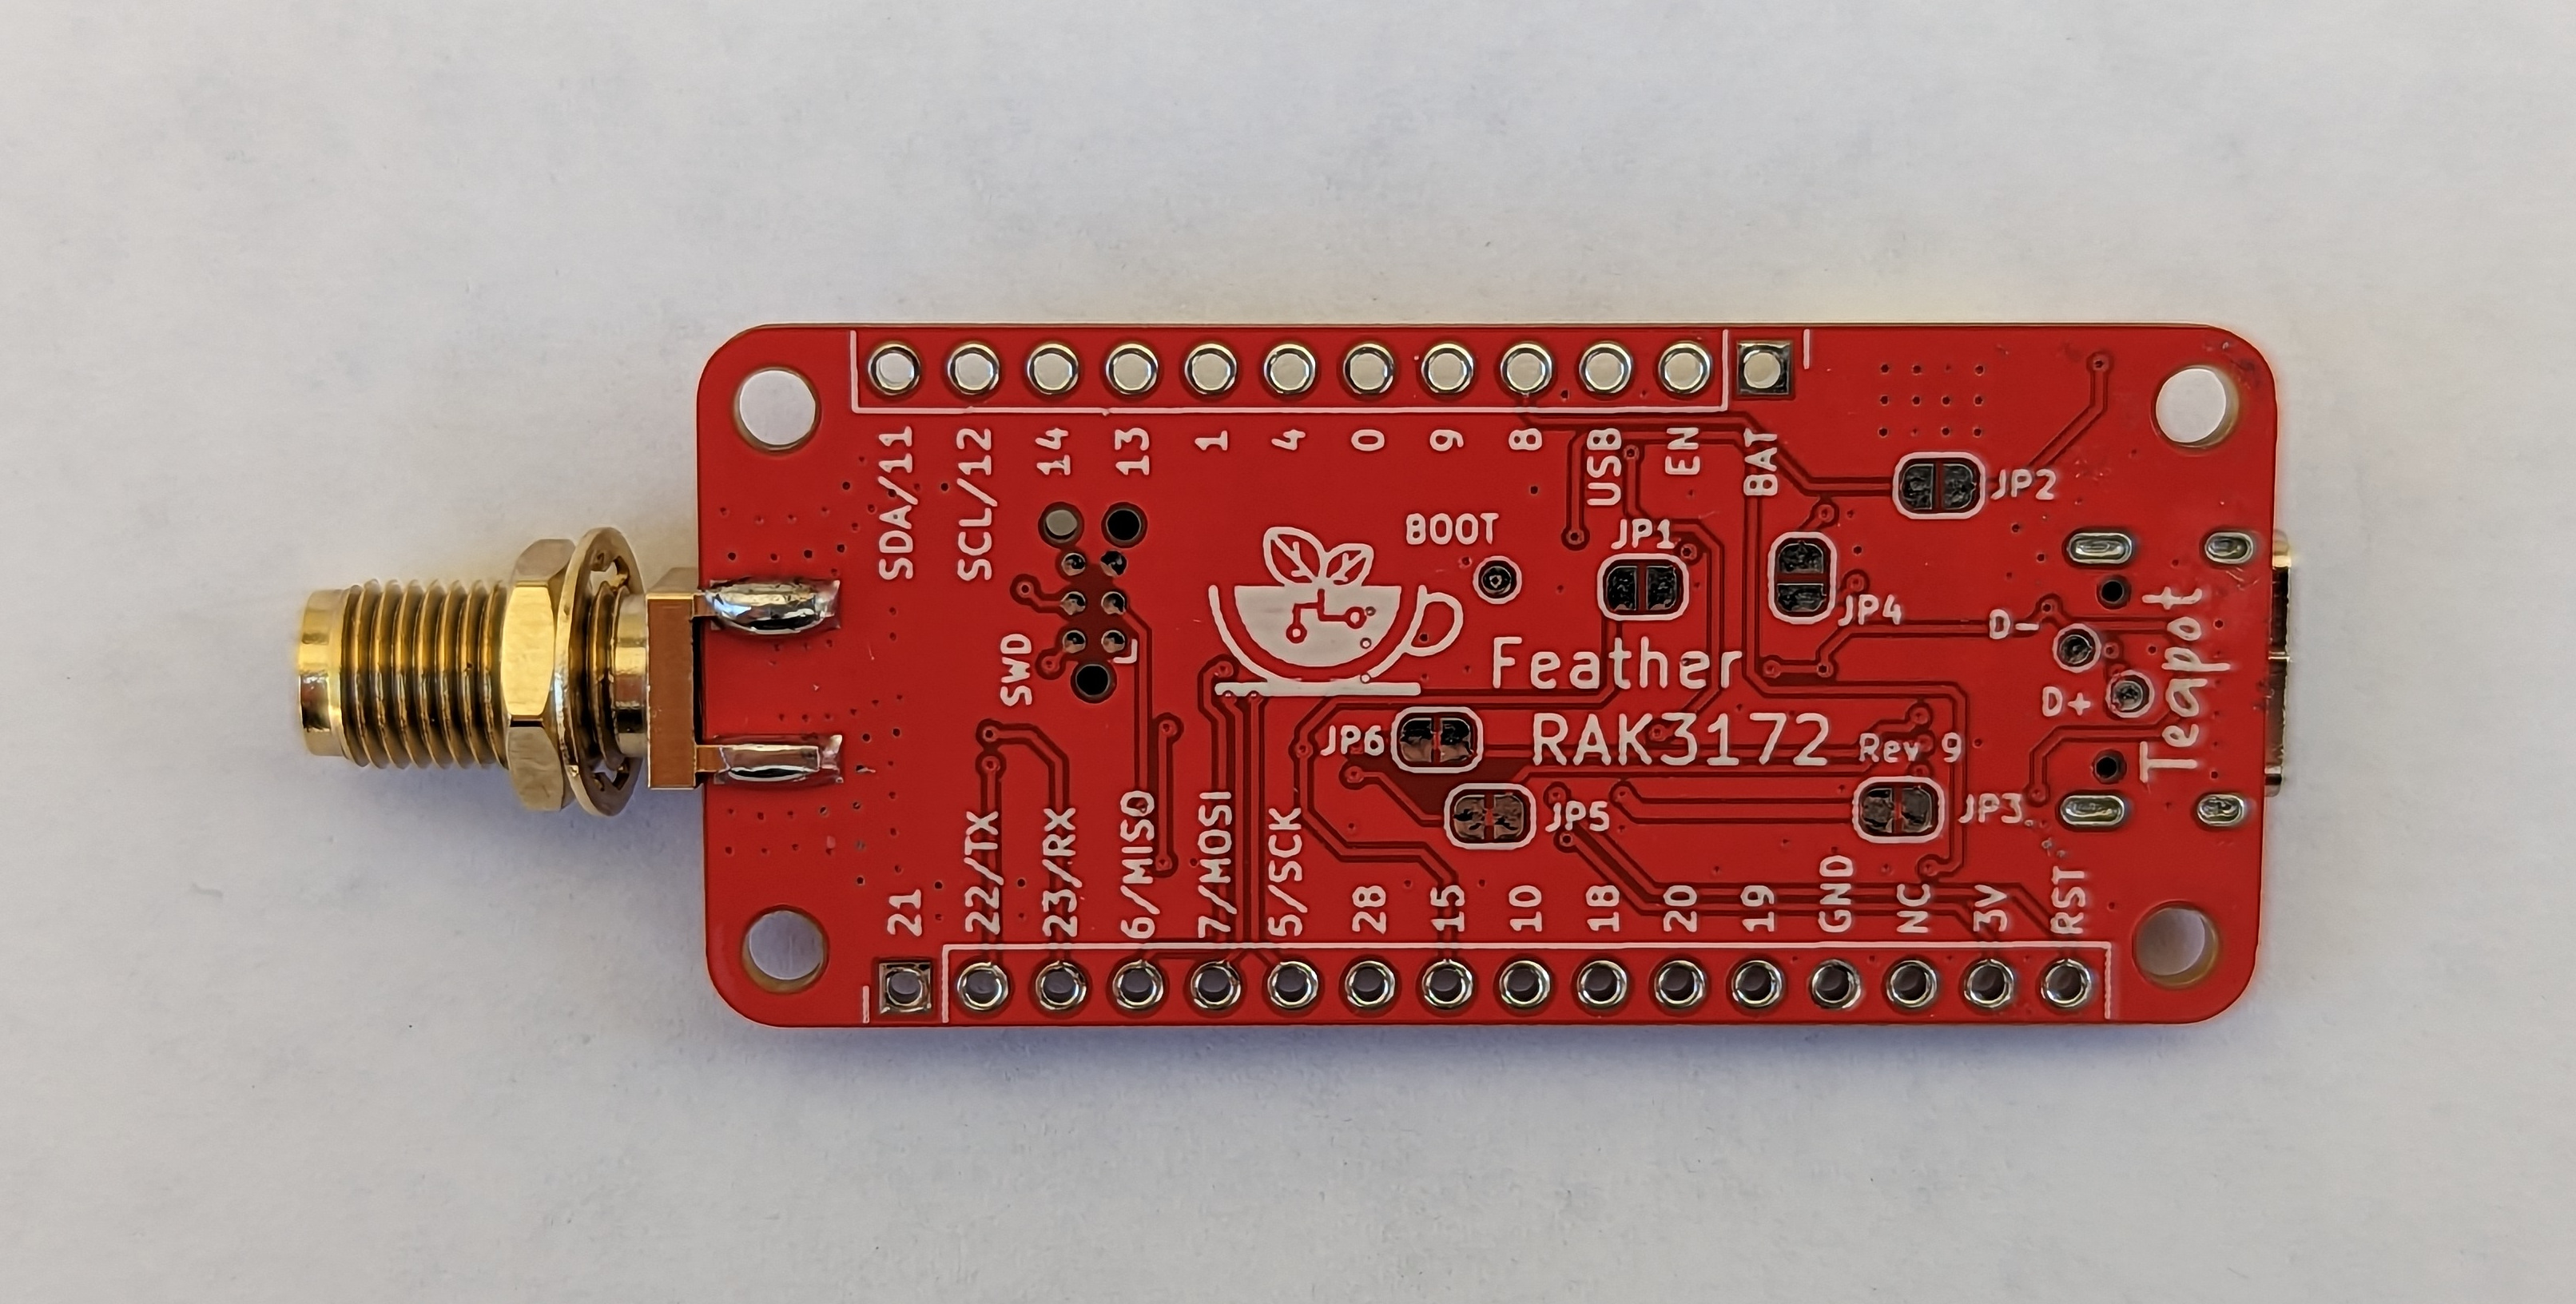 SDA/11
SCL/12
14
13
1
4
0
9
8
USB
EN
BAT
JP2
BOOT
JP1
JP4
SWD
D-
D+
Teapot
Feather
RAK3172
Rev 9
JP6
JP5
JP3
21
22/TX
23/RX
6/MISO
7/MOSI
5/SCK
28
15
10
18
20
19
GND
NC
3V
RST